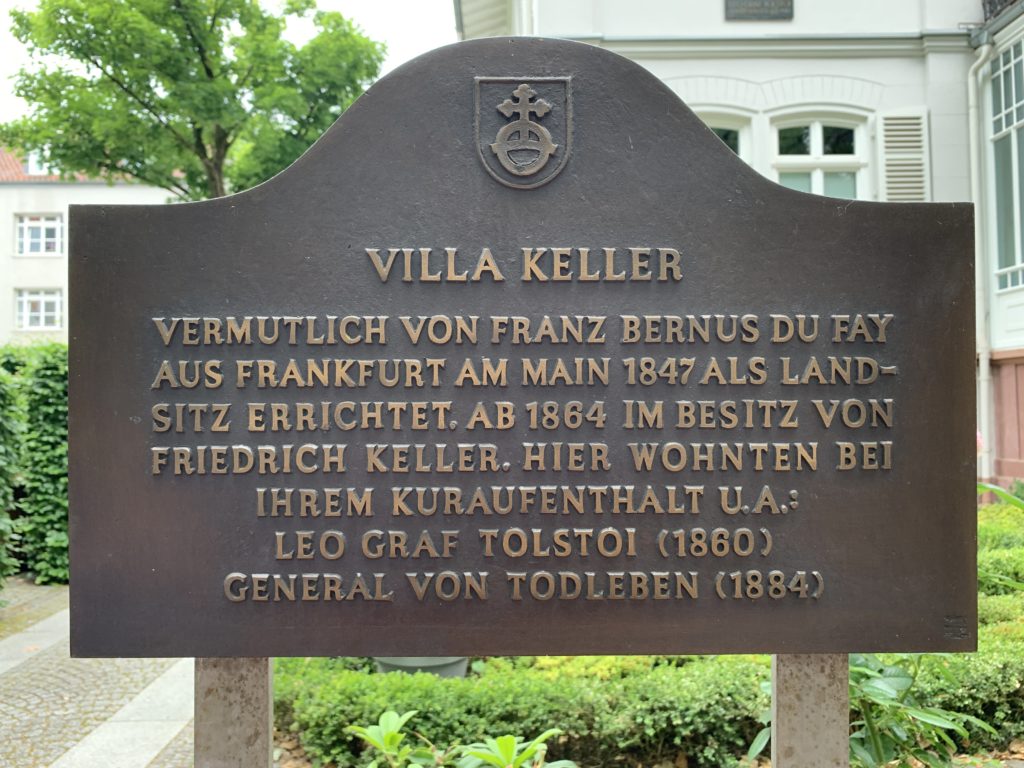 VILLA KELLER
VERMUTLICH VON FRANZ BERNUS DU FAY
AUS FRANKFURT AM MAIN 1847 ALS LAND-
SITZ ERRICHTET. AB 1864 IM BESITZ VON
FRIEDRICH KELLER. HIER WOHNTEN BEI
IHREM KURAUFENTHALT U.A.:
LEO GRAF TOLSTOI (1860)
GENERAL VON TODLEBEN (1884)